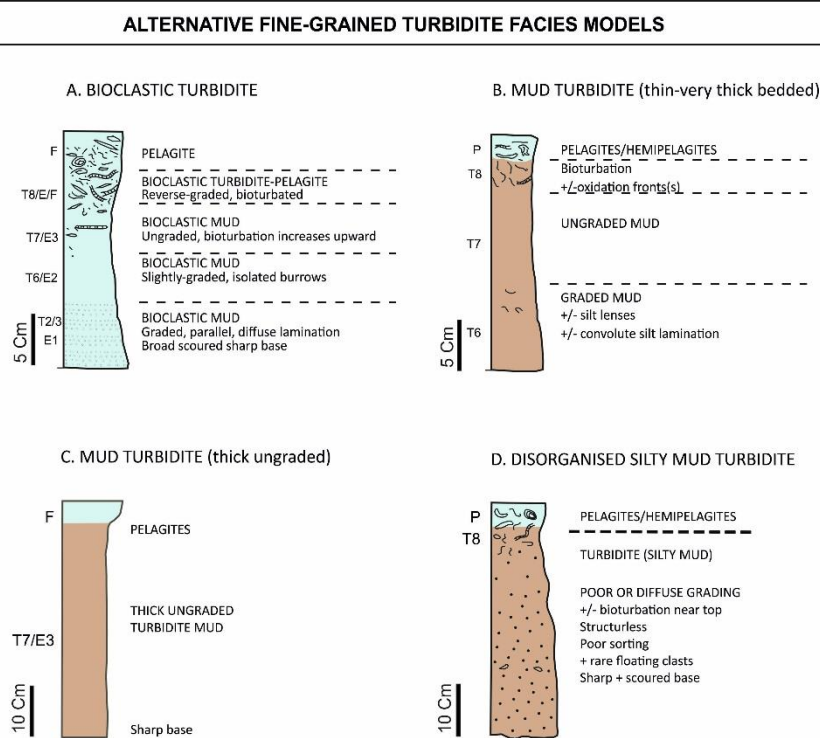 ALTERNATIVE FINE-GRAINED TURBIDITE FACIES MODELS
A. BIOCLASTIC TURBIDITE
F
PELAGITE
T8/E/F
BIOCLASTIC TURBIDITE-PELAGITE
Reverse-graded, bioturbated
T7/E3
BIOCLASTIC MUD
Ungraded, bioturbation increases upward
T6/E2
BIOCLASTIC MUD
Slightly-graded, isolated burrows
T2/3
E1
BIOCLASTIC MUD
Graded, parallel, diffuse lamination
Broad scoured sharp base
5 Cm
B. MUD TURBIDITE (thin-very thick bedded)
P
PELAGITES/HEMIPELAGITES
T8
Bioturbation
+/-oxidation fronts(s)
T7
UNGRADED MUD
T6
GRADED MUD
+/- silt lenses
+/- convolute silt lamination
5 Cm
C. MUD TURBIDITE (thick ungraded)
F
PELAGITES
T7/E3
THICK UNGRADED
TURBIDITE MUD
Sharp base
10 Cm
D. DISORGANISED SILTY MUD TURBIDITE
P
PELAGITES/HEMIPELAGITES
T8
TURBIDITE (SILTY MUD)
POOR OR DIFFUSE GRADING
+/- bioturbation near top
Structureless
Poor sorting
+ rare floating clasts
Sharp + scoured base
10 Cm